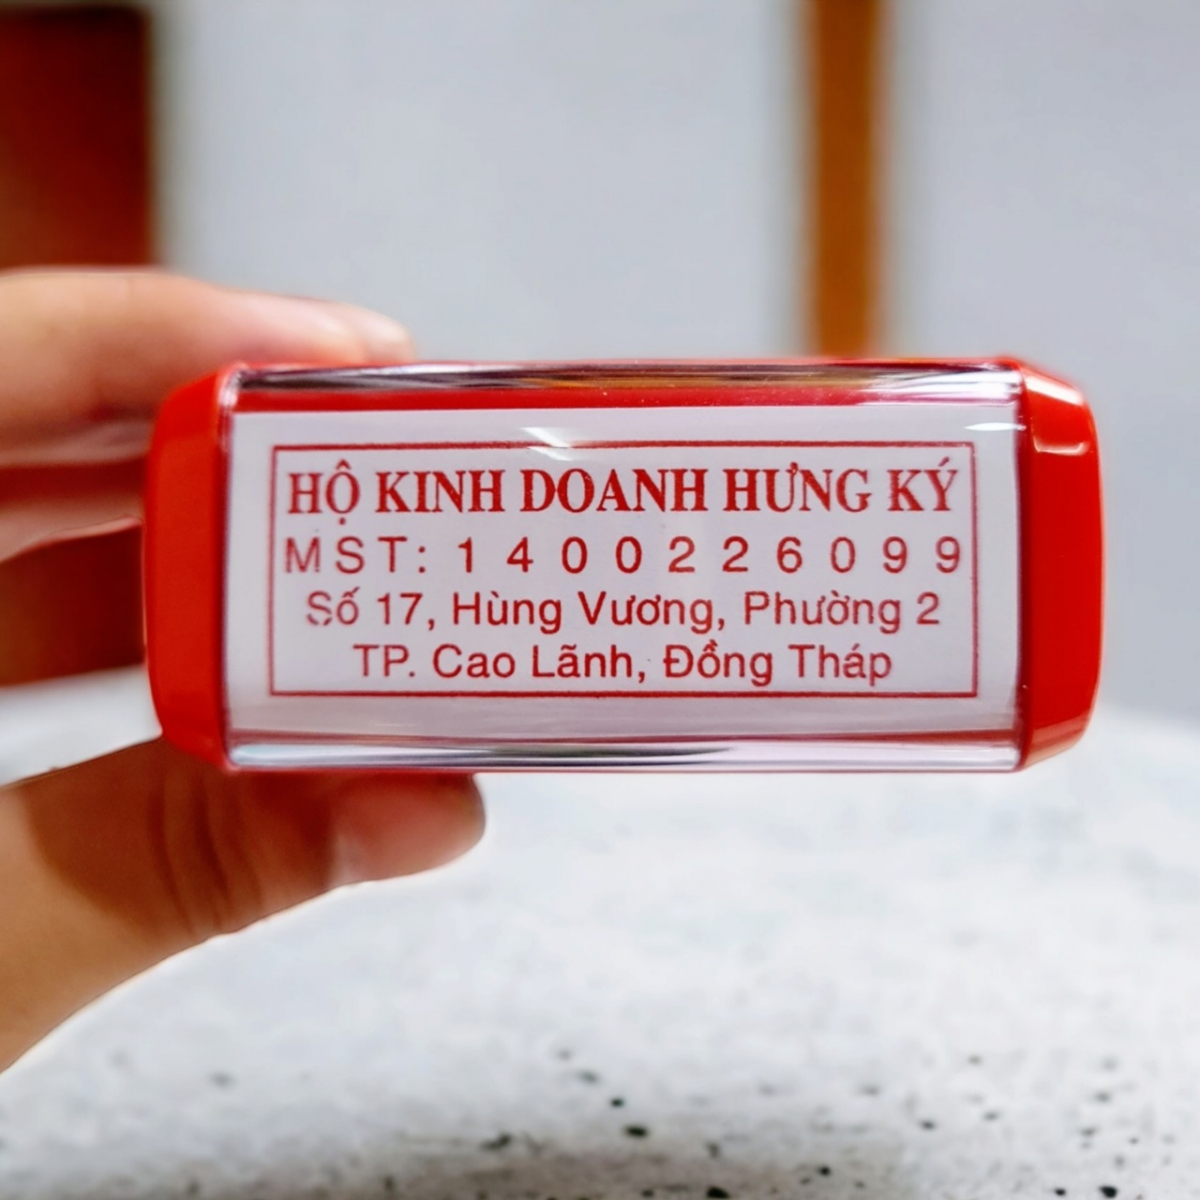 HỘ KINH DOANH HƯNG KÝ
MST: 1400226099
Số 17, Hùng Vương, Phường 2
TP. Cao Lãnh, Đồng Tháp